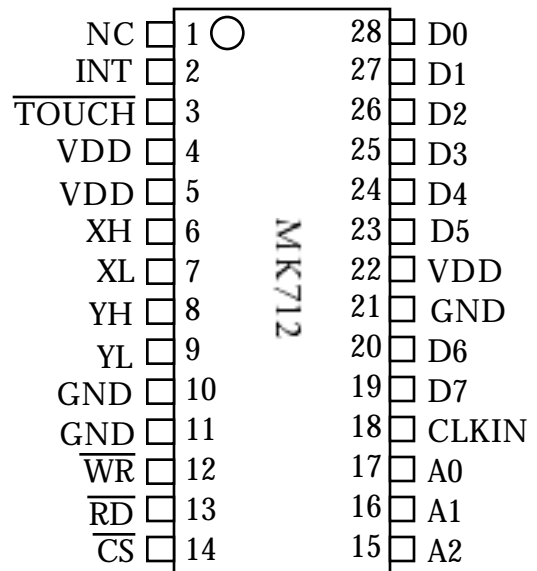 NC 1 28 D0
INT 2 27 D1
TOUCH 3 26 D2
VDD 4 25 D3
VDD 5 24 D4
XH 6 23 D5
XL 7 22 VDD
YH 8 21 GND
YL 9 20 D6
GND 10 19 D7
GND 11 18 CLKIN
WR 12 17 A0
RD 13 16 A1
CS 14 15 A2
MK712